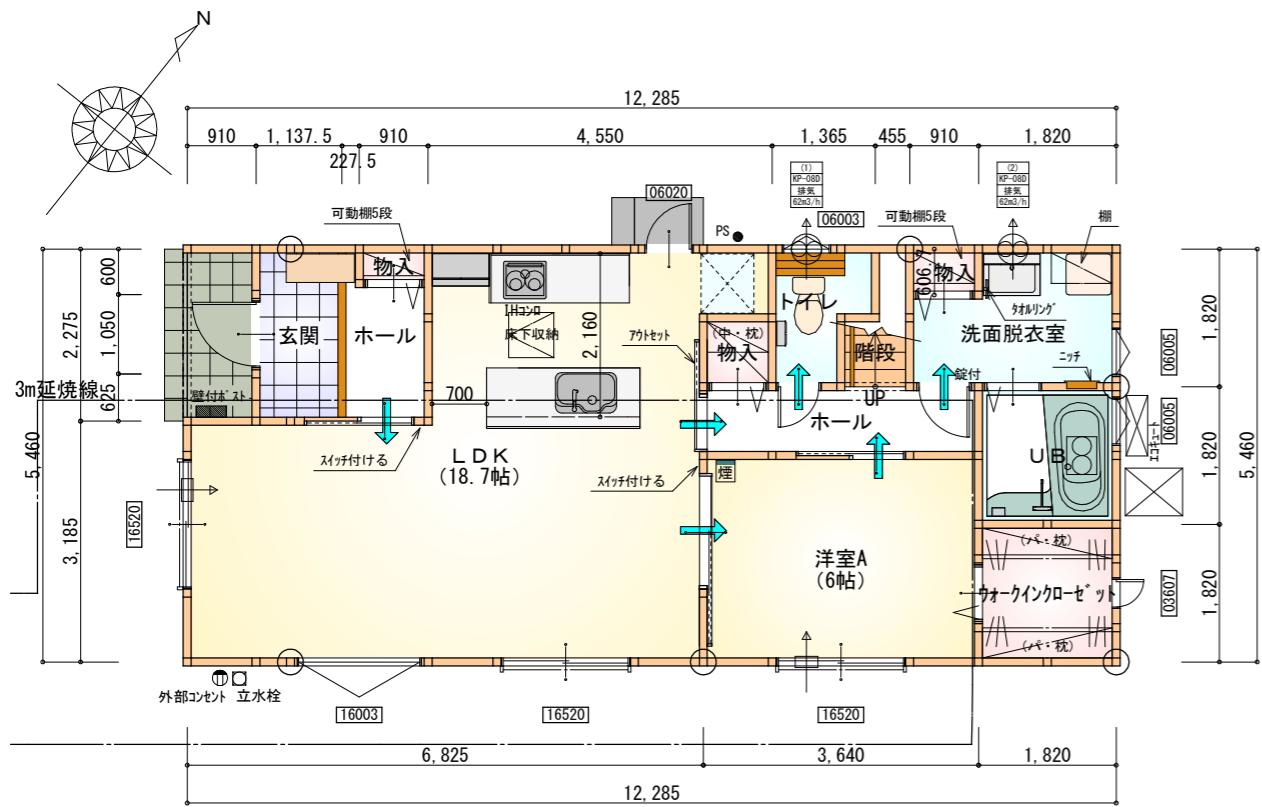 N
12,285
910 1,137.5 910 4,550 1,365 455 910 1,820
227.5
(1)
KP-08D
排気
62m3/h
(2)
KP-08D
排気
62m3/h
06020
06003
可動棚5段
PS
可動棚5段
棚
物入
物入
606
600
2,275
1,050
625
5,460
3,185
3m延焼線
玄関
ホール
IHコンロ
床下収納
2,160
アウトセット
(中・枕)
物入
トイレ
階段
UP
タオルリング
洗面脱衣室
ニッチ
錠付
壁付ポスト
700
ホール
スイッチ付ける
LDK
(18.7帖)
スイッチ付ける
煙
UB
エコキュート
06005
06005
1,820
1,820
1,820
5,460
16520
洋室A
(6帖)
(パ・枕)
ウォークインクローゼット
(パ・枕)
03607
外部コンセント 立水栓
16003
16520
16520
6,825 3,640 1,820
12,285